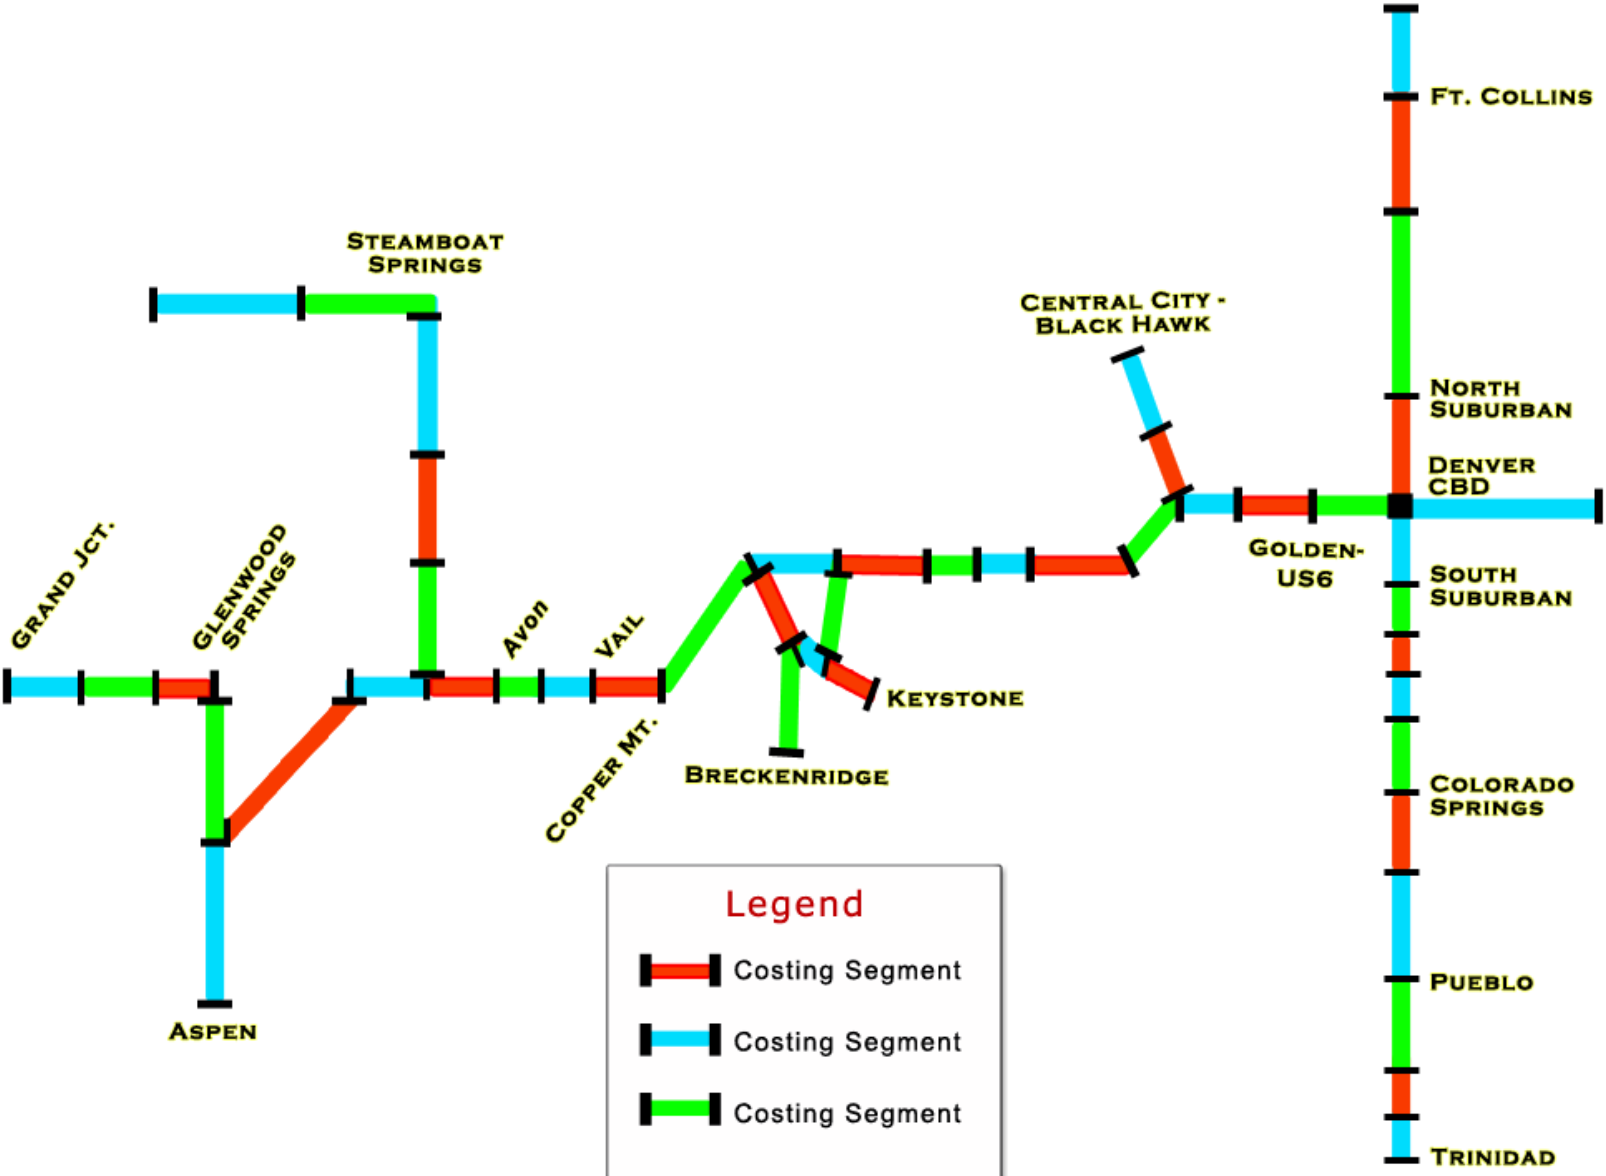 Ft. Collins
Steamboat
Springs
Central City -
Black Hawk
North
Suburban
Denver
CBD
Golden-
US6
South
Suburban
Grand Jct.
Glenwood
Springs
Avon
Vail
Copper Mt.
Keystone
Breckenridge
Colorado
Springs
Aspen
Pueblo
Trinidad
Legend
Costing Segment
Costing Segment
Costing Segment